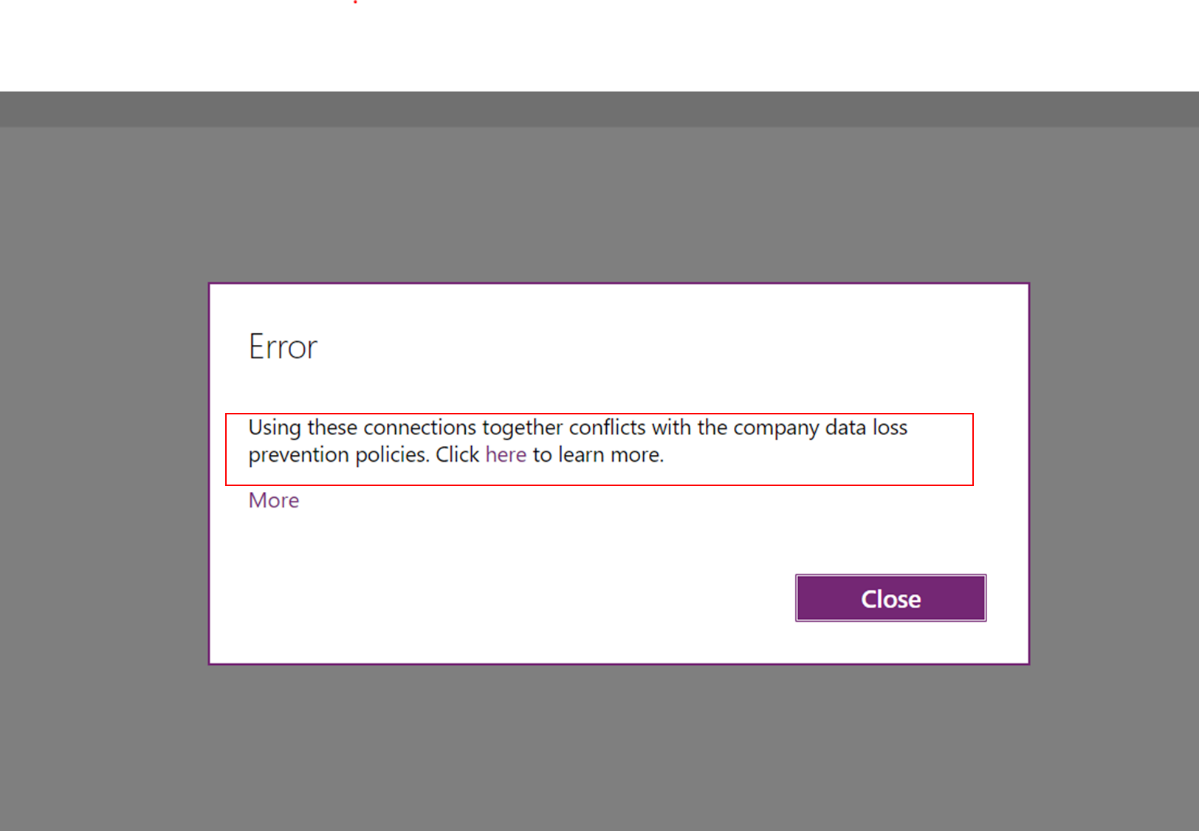 Error
Using these connections together conflicts with the company data loss
prevention policies. Click here to learn more.
More
Close